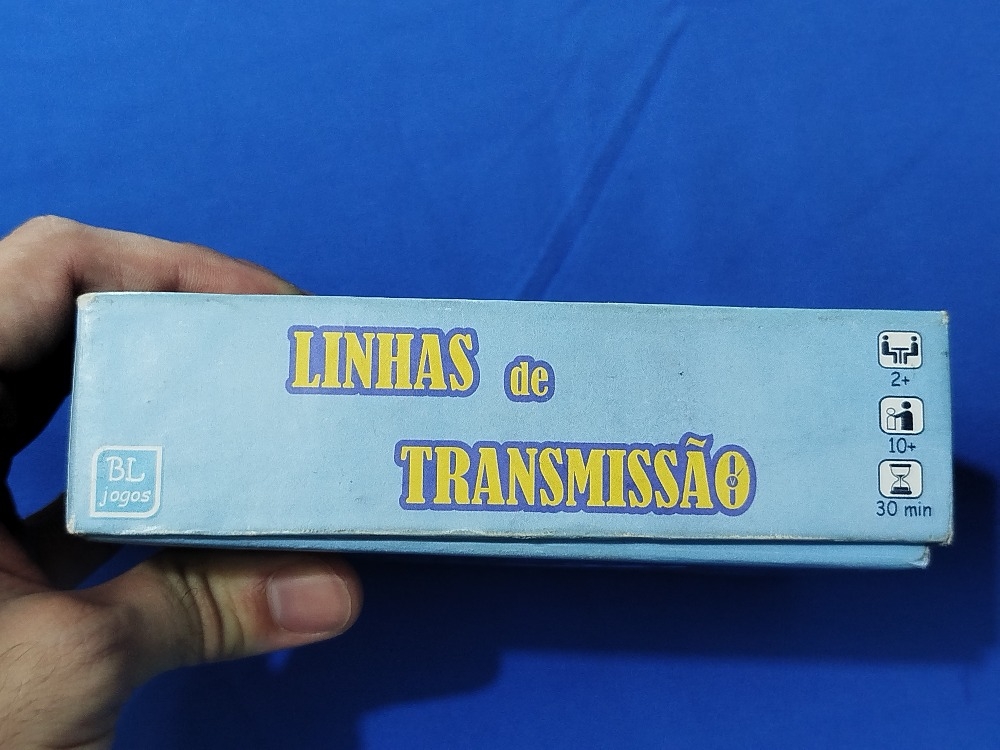 LINHAS de
TRANSMISSÃO
BL
jogos
2+
10+
30 min